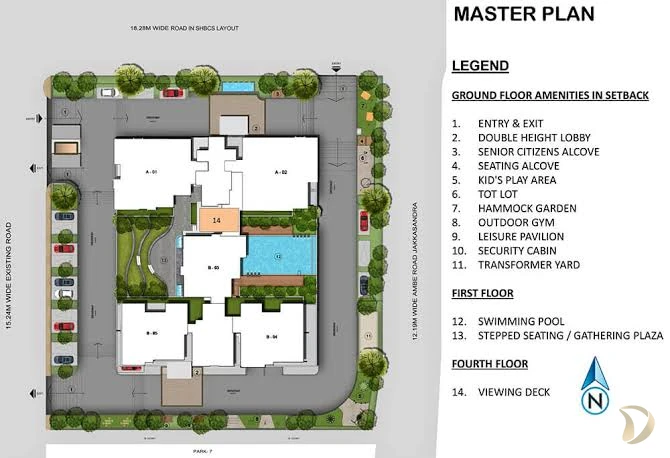 MASTER PLAN
18.28M WIDE ROAD IN SHBCS LAYOUT
15.24M WIDE EXISTING ROAD
12.19M WIDE AMBE ROAD JAKKASANDRA
A - 01
A - 02
14
B - 03
B - 05
B - 04
PARK- 7
LEGEND
GROUND FLOOR AMENITIES IN SETBACK
1. ENTRY & EXIT
2. DOUBLE HEIGHT LOBBY
3. SENIOR CITIZENS ALCOVE
4. SEATING ALCOVE
5. KID'S PLAY AREA
6. TOT LOT
7. HAMMOCK GARDEN
8. OUTDOOR GYM
9. LEISURE PAVILION
10. SECURITY CABIN
11. TRANSFORMER YARD
FIRST FLOOR
12. SWIMMING POOL
13. STEPPED SEATING / GATHERING PLAZA
FOURTH FLOOR
14. VIEWING DECK
N